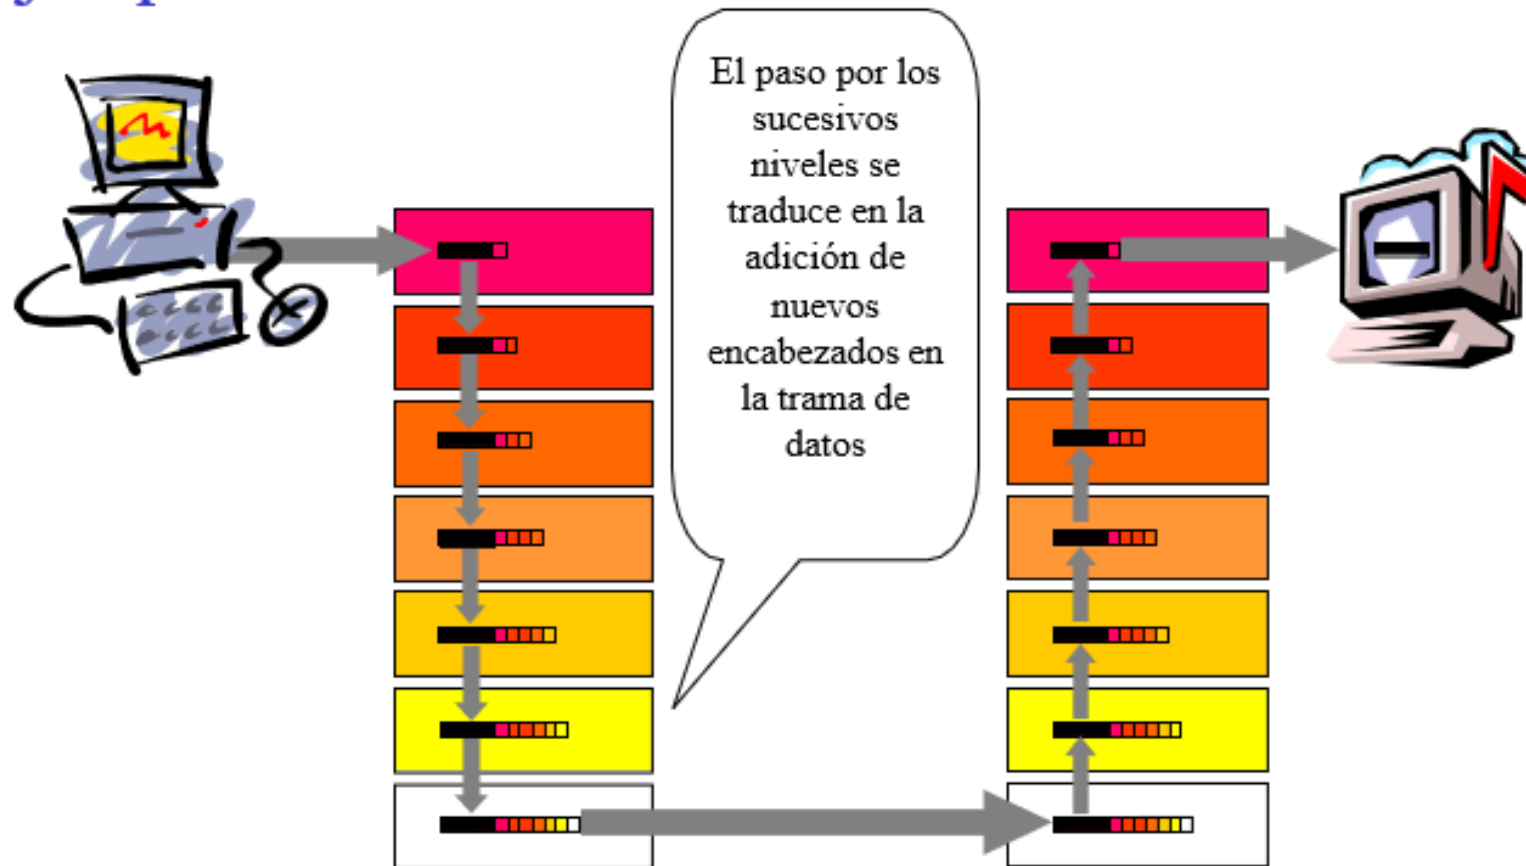 El paso por los
sucesivos
niveles se
traduce en la
adición de
nuevos
encabezados en
la trama de
datos